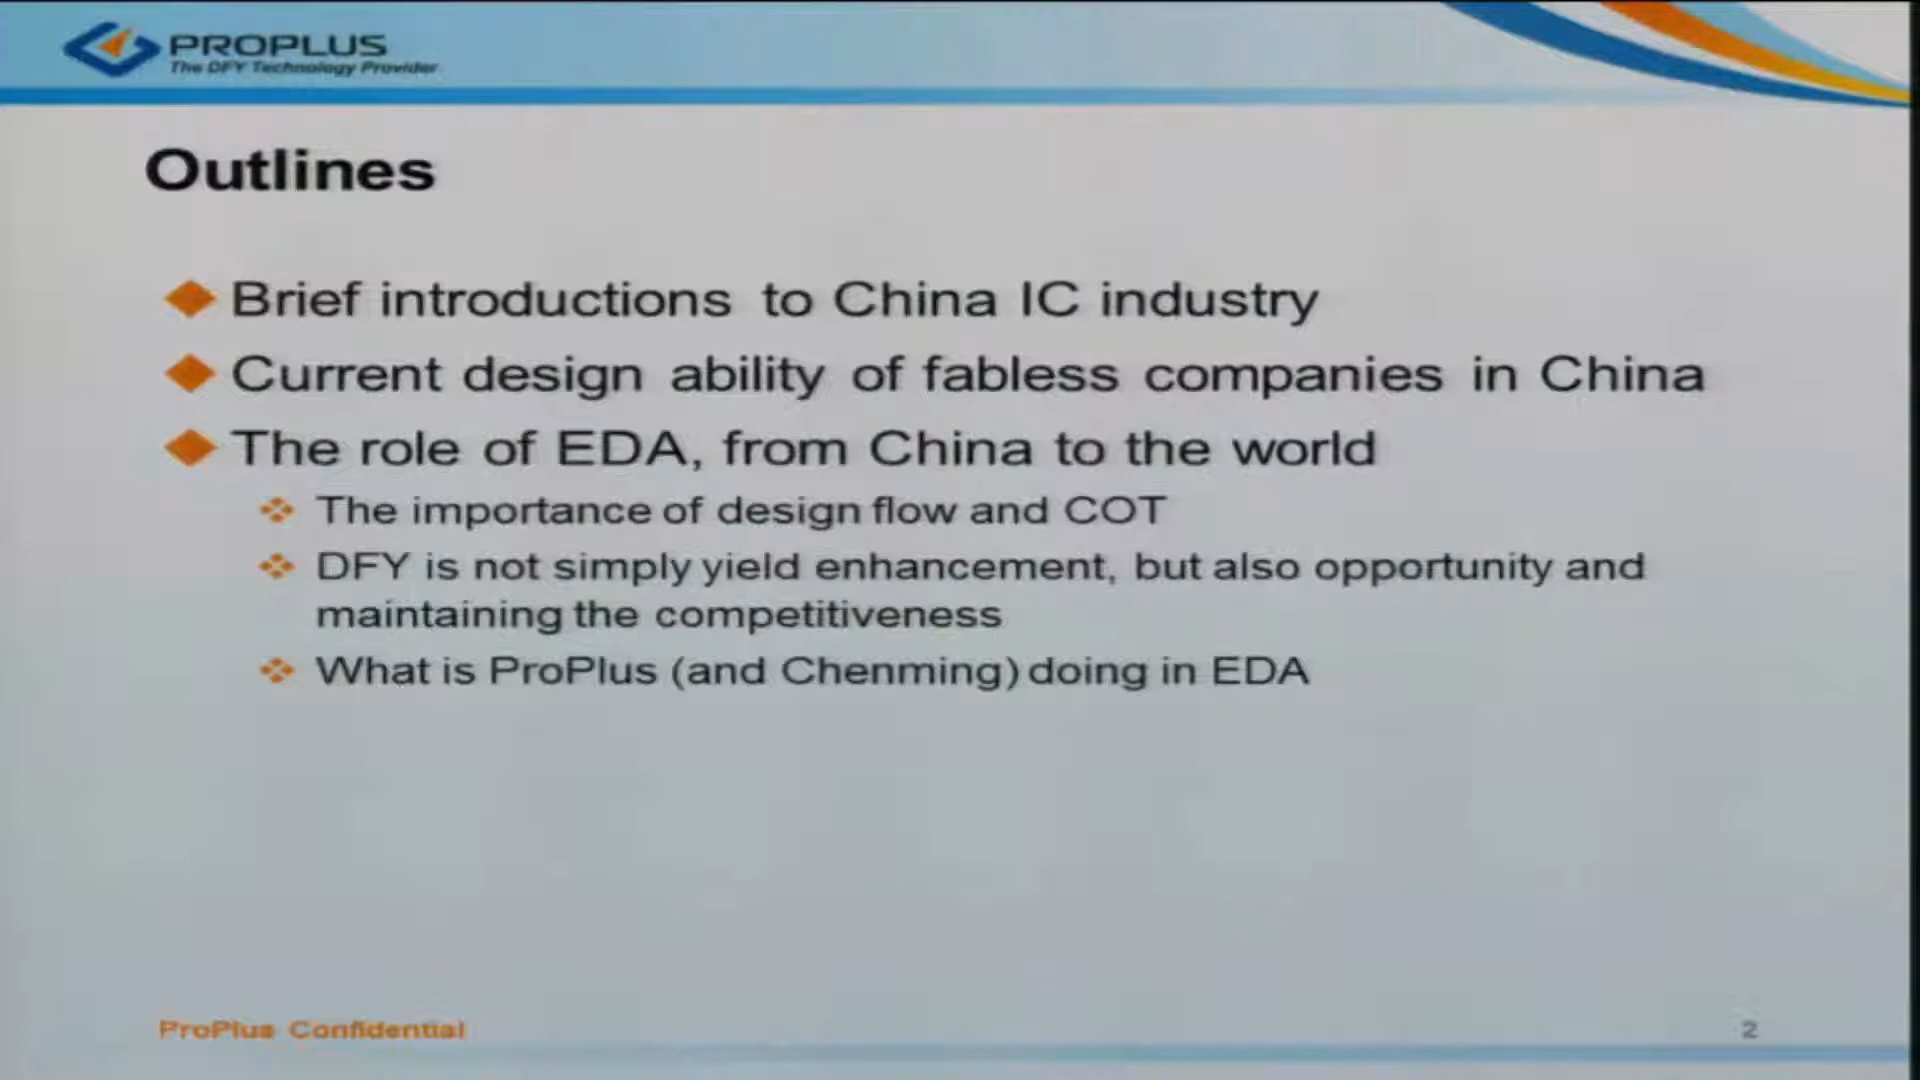 PROPLUS
The DFY Technology Provider
Outlines
Brief introductions to China IC industry
Current design ability of fabless companies in China
The role of EDA, from China to the world
The importance of design flow and COT
DFY is not simply yield enhancement, but also opportunity and
maintaining the competitiveness
What is ProPlus (and Chenming) doing in EDA
ProPlus Confidential
2